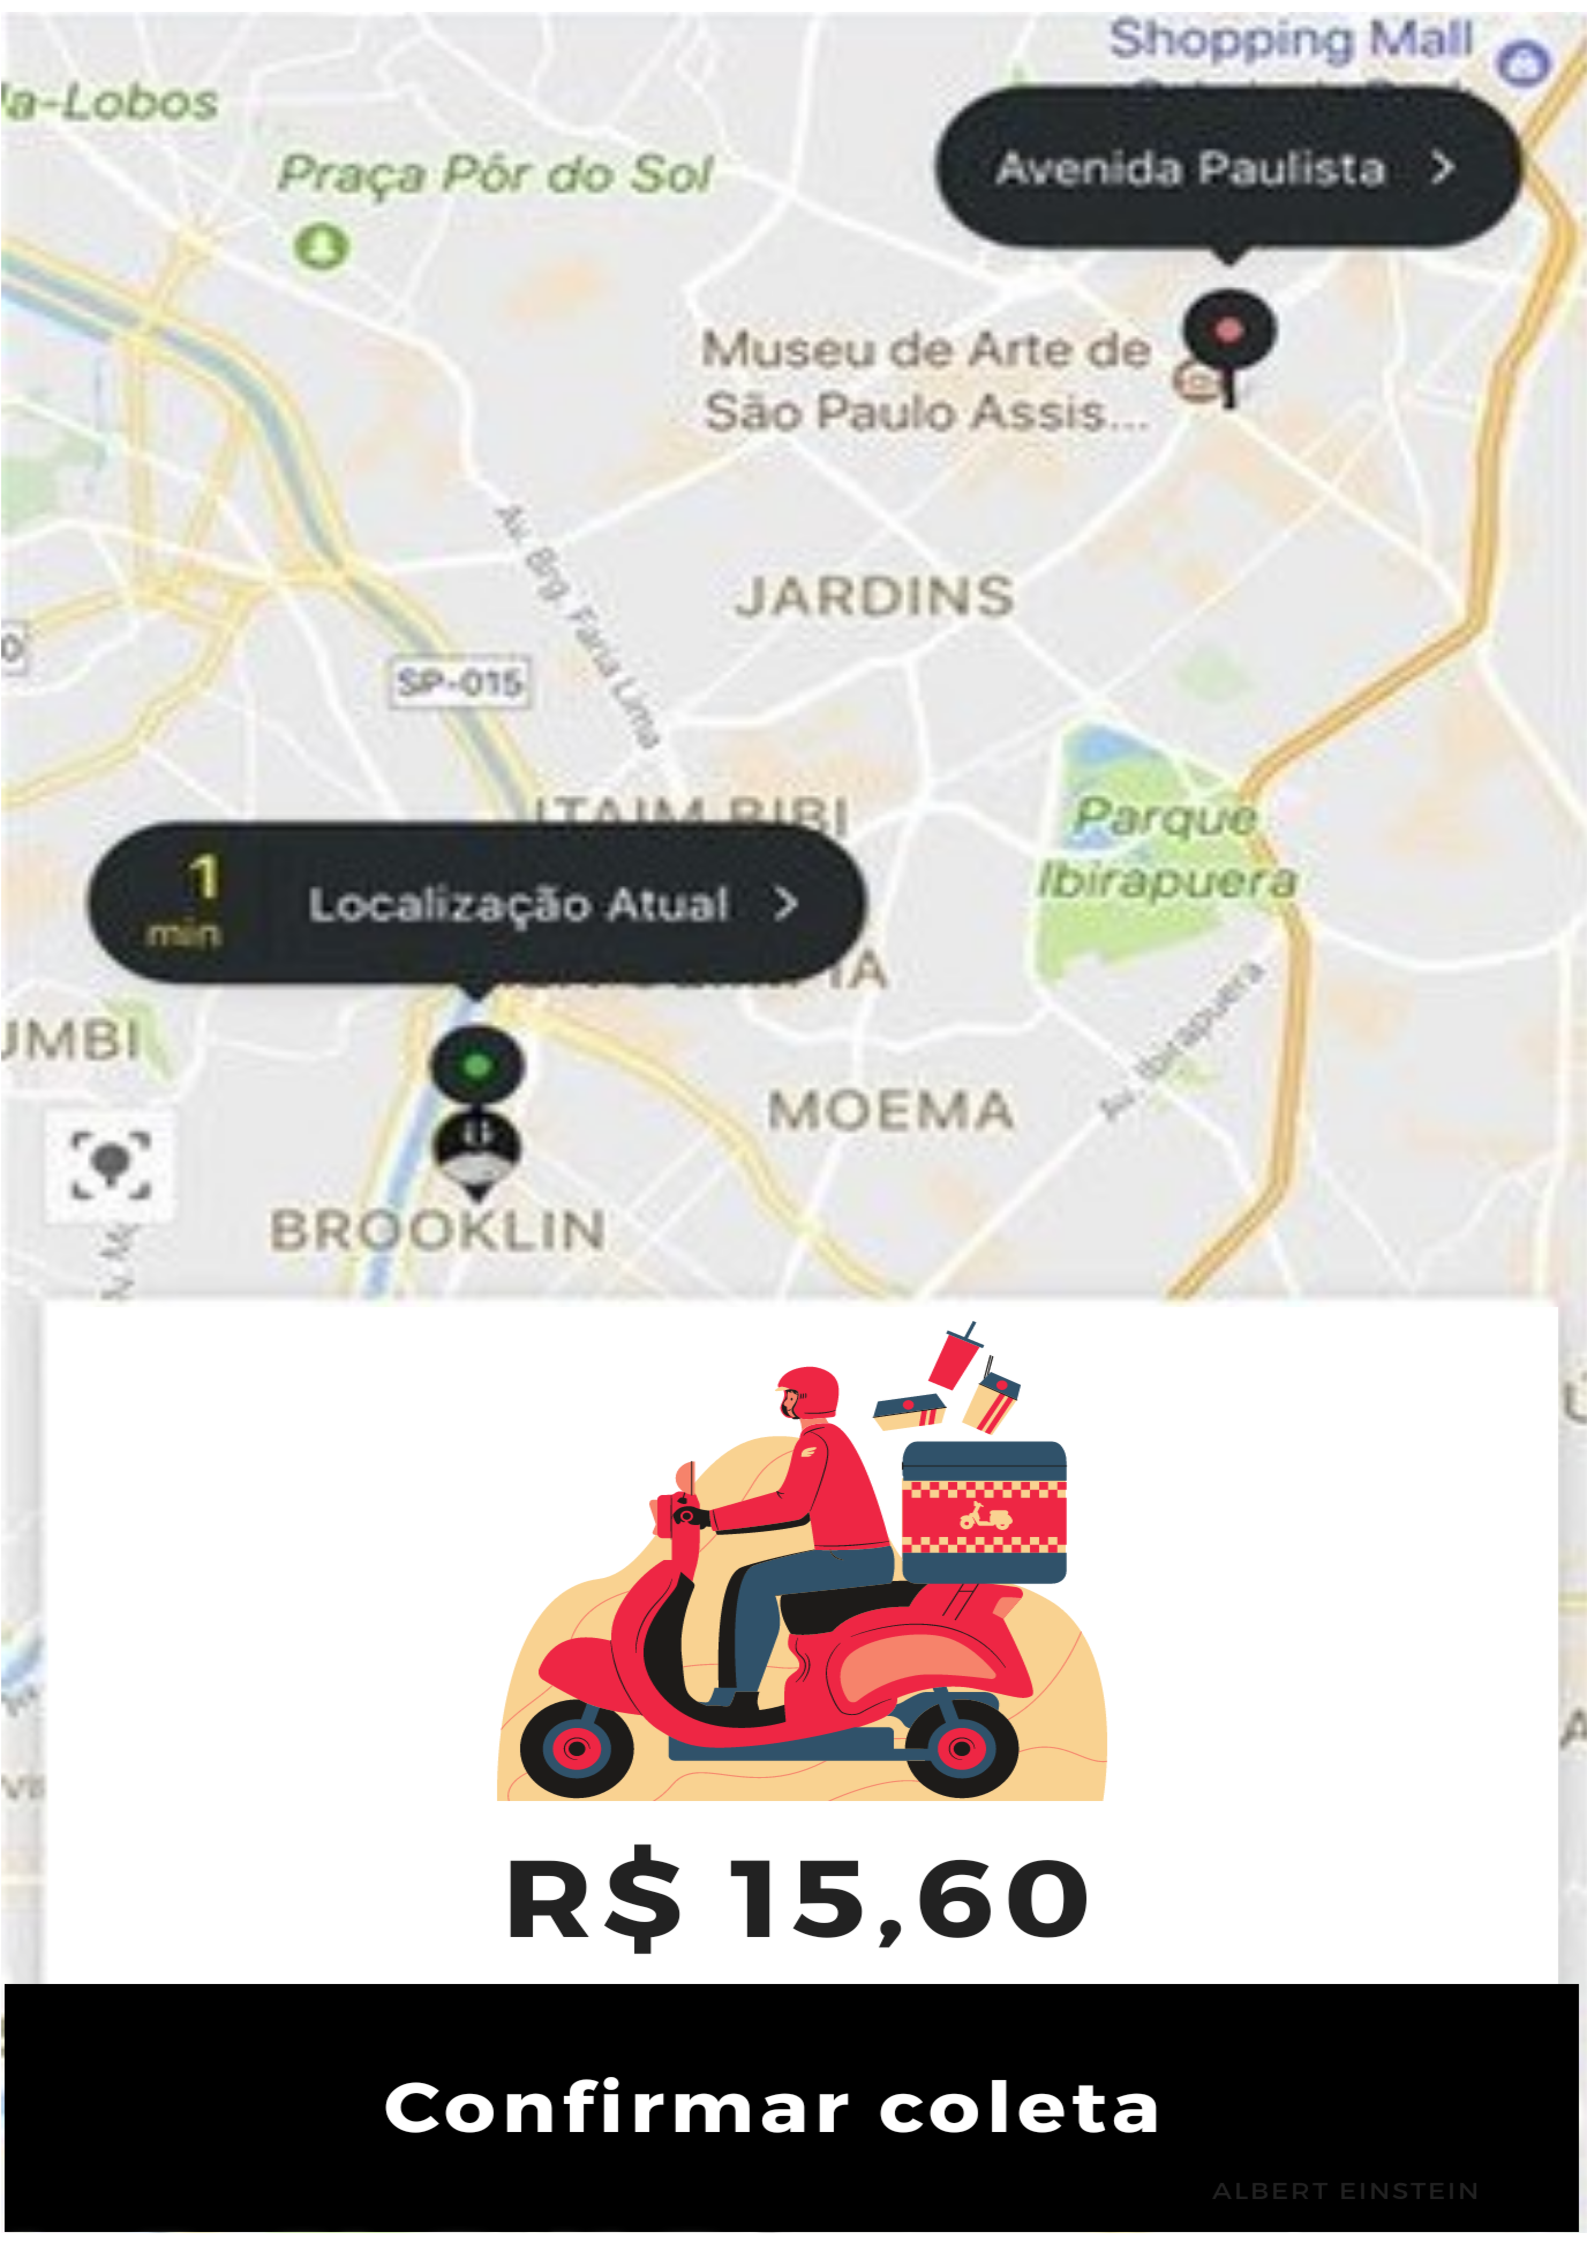 Shopping Mall
la-Lobos
Avenida Paulista
Praça Pôr do Sol
Museu de Arte de
São Paulo Assis...
Av. Brg. Faria Lima
JARDINS
SP-015
ITAIM BIBI
Parque
Ibirapuera
1
min
Localização Atual
IA
UMBI
Av. Ibirapuera
MOEMA
BROOKLIN
R$ 15,60
Confirmar coleta
ALBERT EINSTEIN